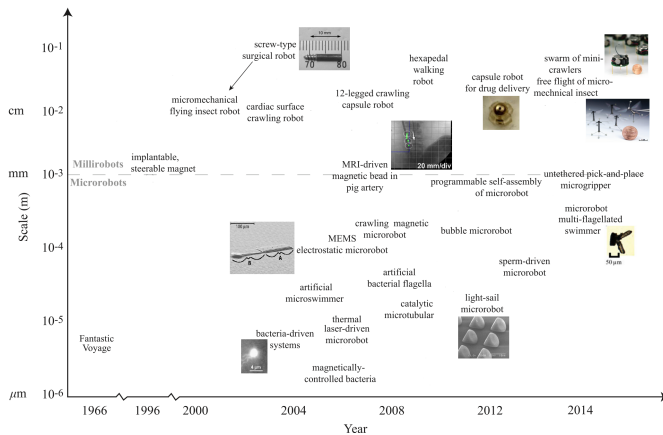 10-1
screw-type
surgical robot
10 mm
70 80
hexapedal
walking
robot
swarm of mini-
crawlers
free flight of micro-
mechnical insect
capsule robot
for drug delivery
micromechanical
flying insect robot
cardiac surface
crawling robot
12-legged crawling
capsule robot
cm
10-2
20 mm/div
Millirobots
implantable,
steerable magnet
mm
10-3
Microrobots
MRI-driven
magnetic bead in
pig artery
programmable self-assembly
of microrobot
untethered pick-and-place
microgripper
Scale (m)
microrobot
multi-flagellated
swimmer
50 µm
100 µm
B A
crawling magnetic
microrobot
MEMS
electrostatic microrobot
bubble microrobot
10-4
sperm-driven
microrobot
artificial
microswimmer
artificial
bacterial flagella
catalytic
microtubular
light-sail
microrobot
10-5
thermal
laser-driven
microrobot
bacteria-driven
systems
4 µm
Fantastic
Voyage
magnetically-
controlled bacteria
µm
10-6
1966 1996 2000 2004 2008 2012 2014
Year